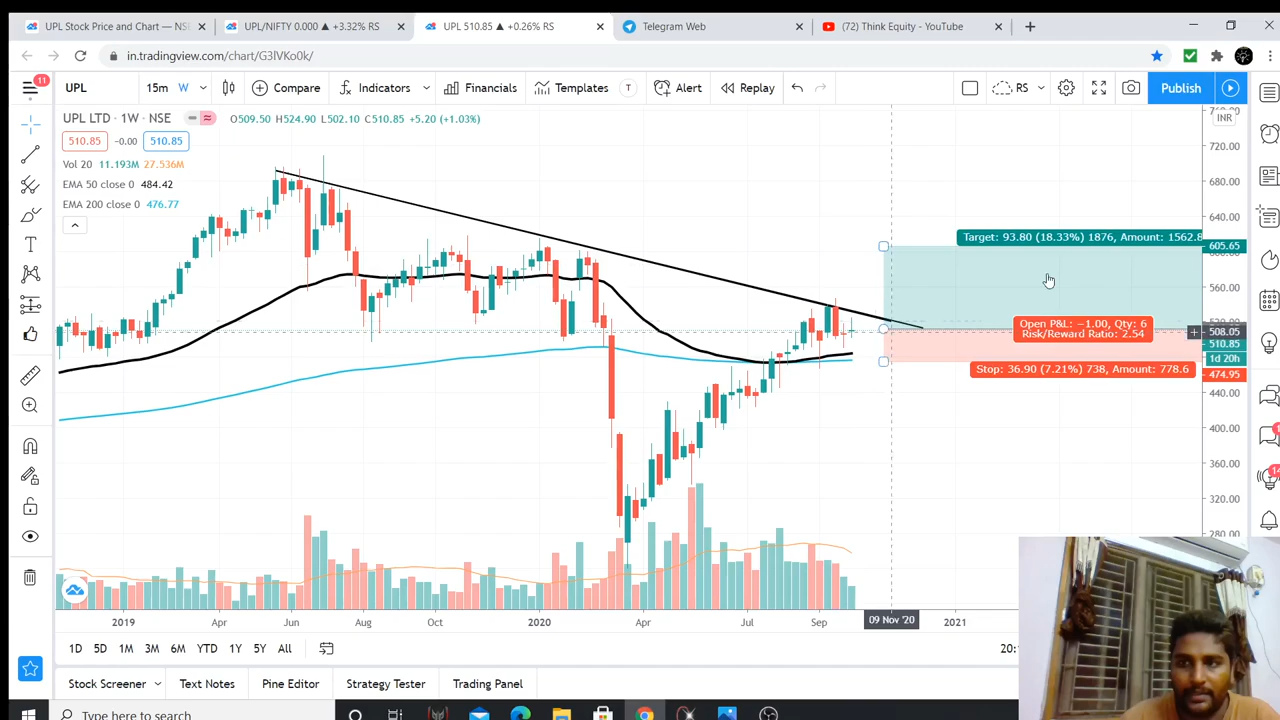 UPL Stock Price and Chart — NSE
UPL/NIFTY 0.000 ▲ +3.32% RS
UPL 510.85 ▲ +0.26% RS
Telegram Web
(72) Think Equity - YouTube
in.tradingview.com/chart/G3lVKo0k/
11
UPL
15m
W
Compare
Indicators
Financials
Templates
T
Alert
Replay
RS
Publish
UPL LTD · 1W · NSE
O509.50 H524.90 L502.10 C510.85 +5.20 (+1.03%)
510.85
-0.00
510.85
Vol 20 11.193M 27.536M
EMA 50 close 0 484.42
EMA 200 close 0 476.77
760.00
INR
720.00
680.00
640.00
Target: 93.80 (18.33%) 1876, Amount: 1562.8
605.65
560.00
Open P&L: −1.00, Qty: 6
Risk/Reward Ratio: 2.54
508.05
510.85
1d 20h
Stop: 36.90 (7.21%) 738, Amount: 778.6
474.95
440.00
400.00
360.00
320.00
280.00
2019
Apr
Jun
Aug
Oct
2020
Apr
Jul
Sep
09 Nov '20
2021
1D
5D
1M
3M
6M
YTD
1Y
5Y
All
20:
Stock Screener
Text Notes
Pine Editor
Strategy Tester
Trading Panel
Type here to search